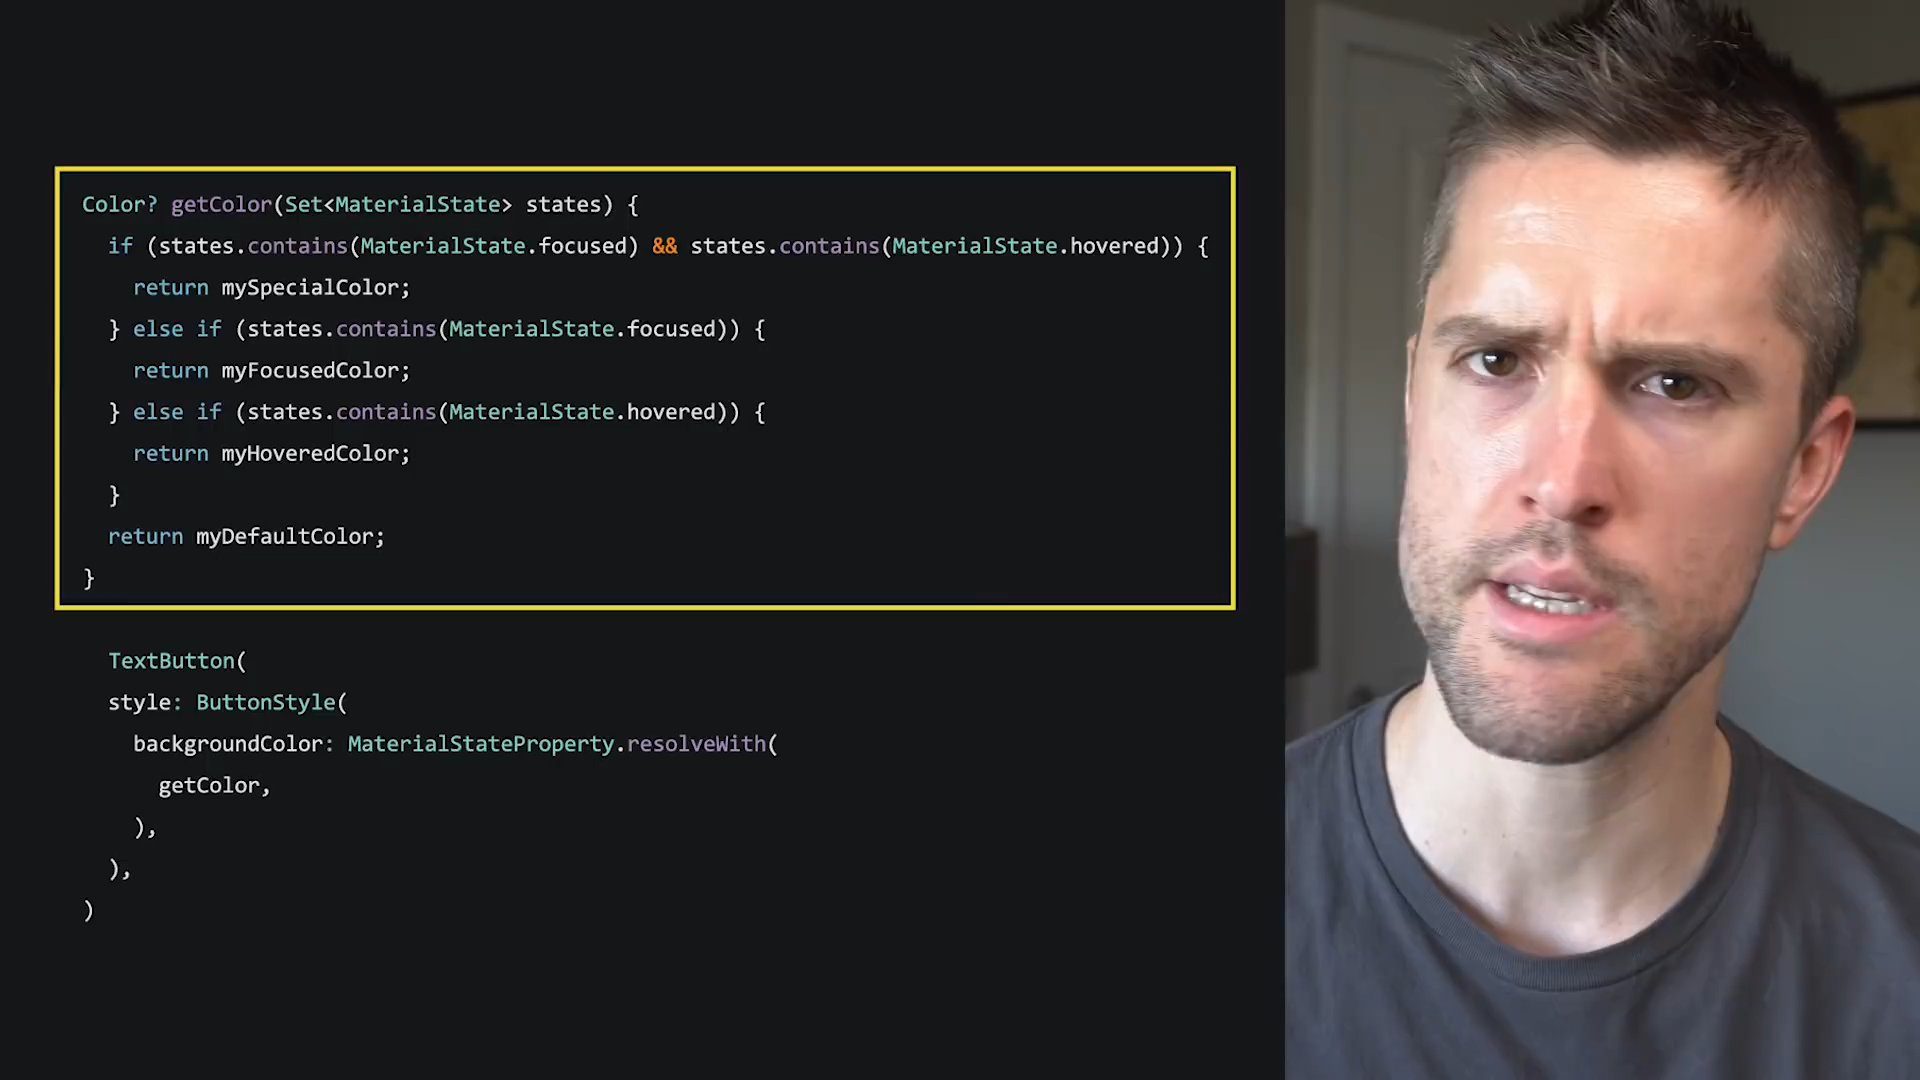 Color? getColor(Set<MaterialState> states) {
if (states.contains(MaterialState.focused) && states.contains(MaterialState.hovered)) {
return mySpecialColor;
} else if (states.contains(MaterialState.focused)) {
return myFocusedColor;
} else if (states.contains(MaterialState.hovered)) {
return myHoveredColor;
}
return myDefaultColor;
}
TextButton(
style: ButtonStyle(
backgroundColor: MaterialStateProperty.resolveWith(
getColor,
),
),
)